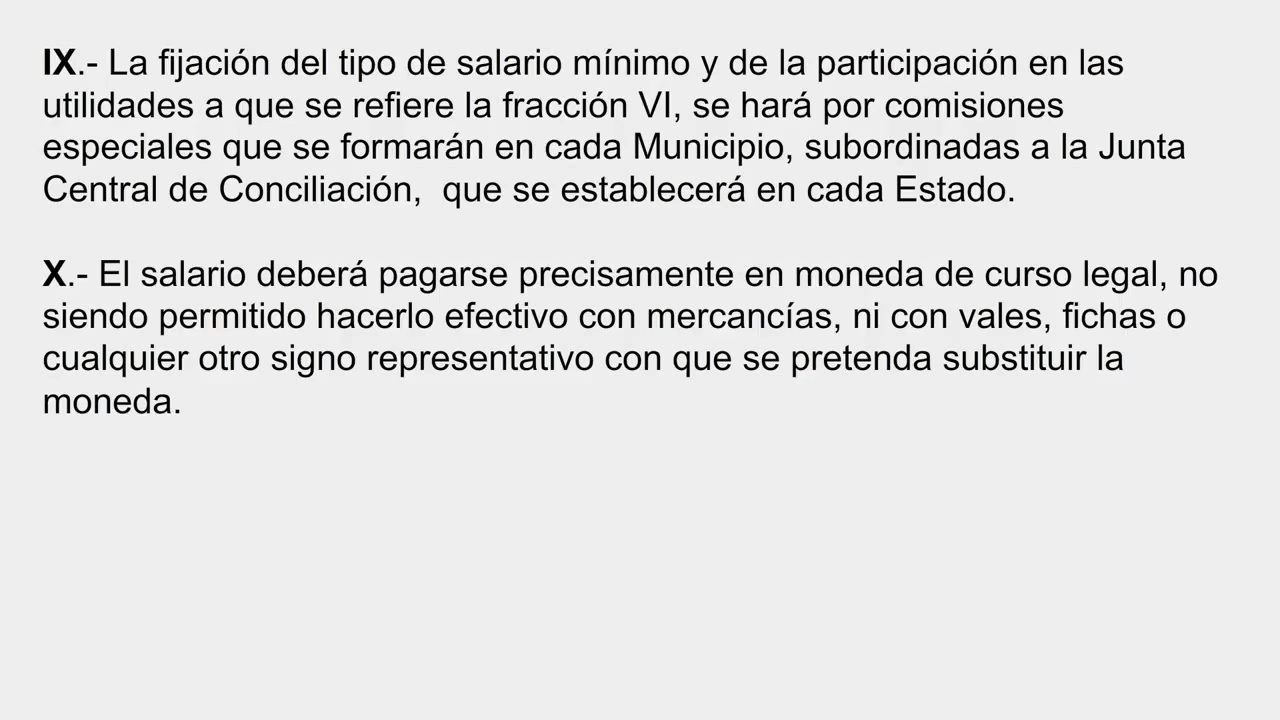 IX.- La fijación del tipo de salario mínimo y de la participación en las
utilidades a que se refiere la fracción VI, se hará por comisiones
especiales que se formarán en cada Municipio, subordinadas a la Junta
Central de Conciliación,  que se establecerá en cada Estado.
X.- El salario deberá pagarse precisamente en moneda de curso legal, no
siendo permitido hacerlo efectivo con mercancías, ni con vales, fichas o
cualquier otro signo representativo con que se pretenda substituir la
moneda.